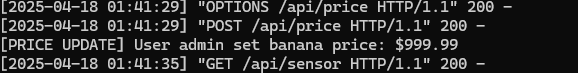 [2025-04-18 01:41:29] "OPTIONS /api/price HTTP/1.1" 200 -
[2025-04-18 01:41:29] "POST /api/price HTTP/1.1" 200 -
[PRICE UPDATE] User admin set banana price: $999.99
[2025-04-18 01:41:35] "GET /api/sensor HTTP/1.1" 200 -